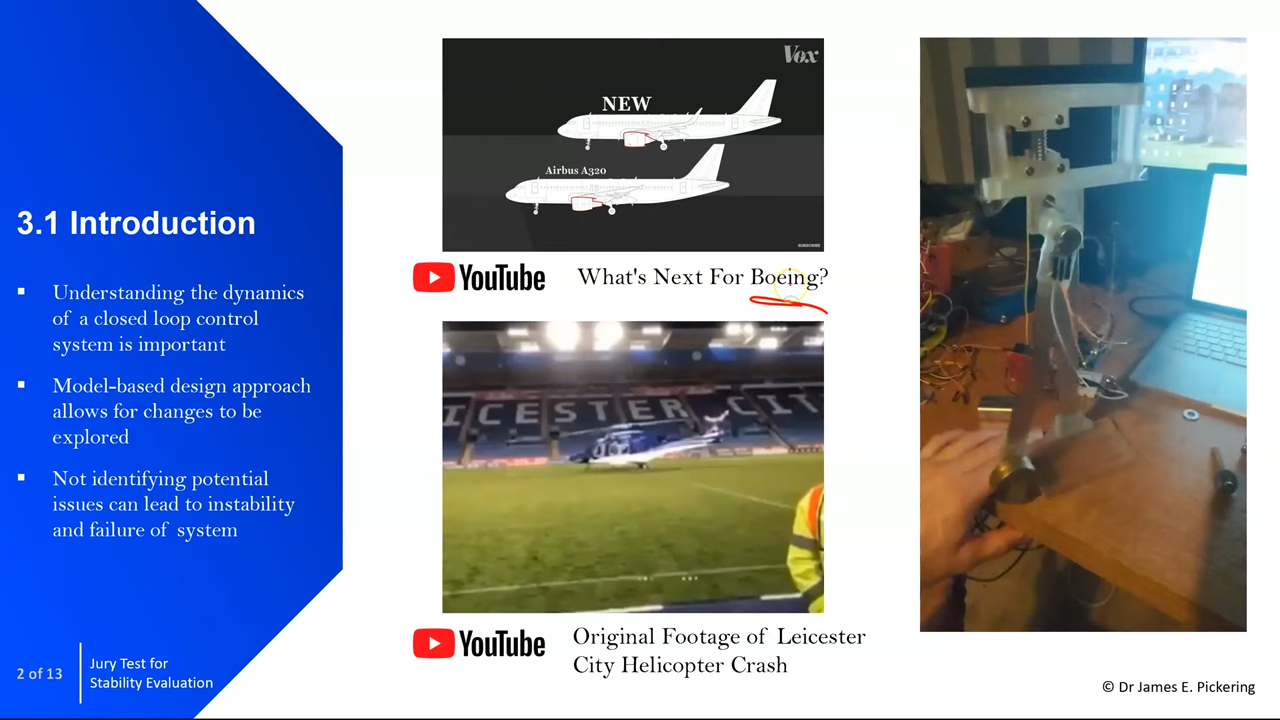 3.1 Introduction
▪ Understanding the dynamics
of a closed loop control
system is important
▪ Model-based design approach
allows for changes to be
explored
▪ Not identifying potential
issues can lead to instability
and failure of system
2 of 13
Jury Test for
Stability Evaluation
Vox
NEW
Airbus A320
SUBSCRIBE
YouTube
What's Next For Boeing?
ICESTER CITY
YouTube
Original Footage of Leicester
City Helicopter Crash
© Dr James E. Pickering